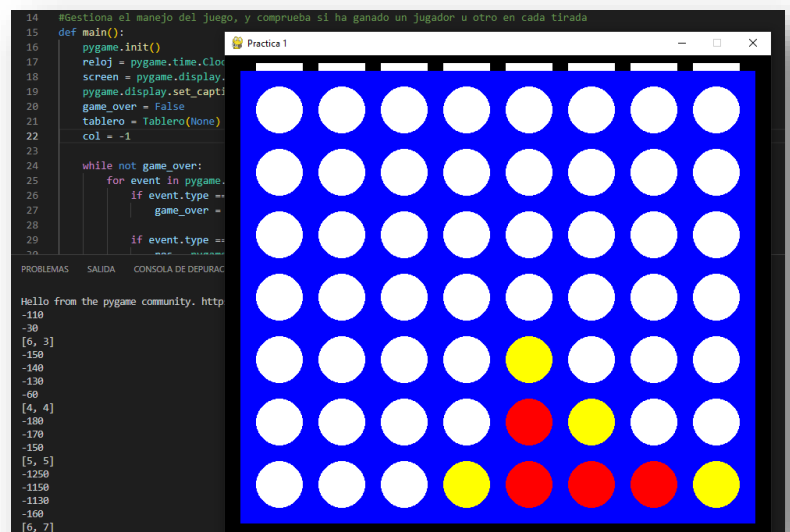 14 #Gestiona el manejo del juego, y comprueba si ha ganado un jugador u otro en cada tirada
15 def main():
16 pygame.init()
17 reloj = pygame.time.Cloc
18 screen = pygame.display.
19 pygame.display.set_capti
20 game_over = False
21 tablero = Tablero(None)
22 col = -1
23
24 while not game_over:
25 for event in pygame.
26 if event.type ==
27 game_over =
28
29 if event.type ==
Practica 1
PROBLEMAS SALIDA CONSOLA DE DEPURAC
Hello from the pygame community. http
-110
-30
[6, 3]
-150
-140
-130
-60
[4, 4]
-180
-170
-150
[5, 5]
-1250
-1150
-1130
-160
[6, 7]